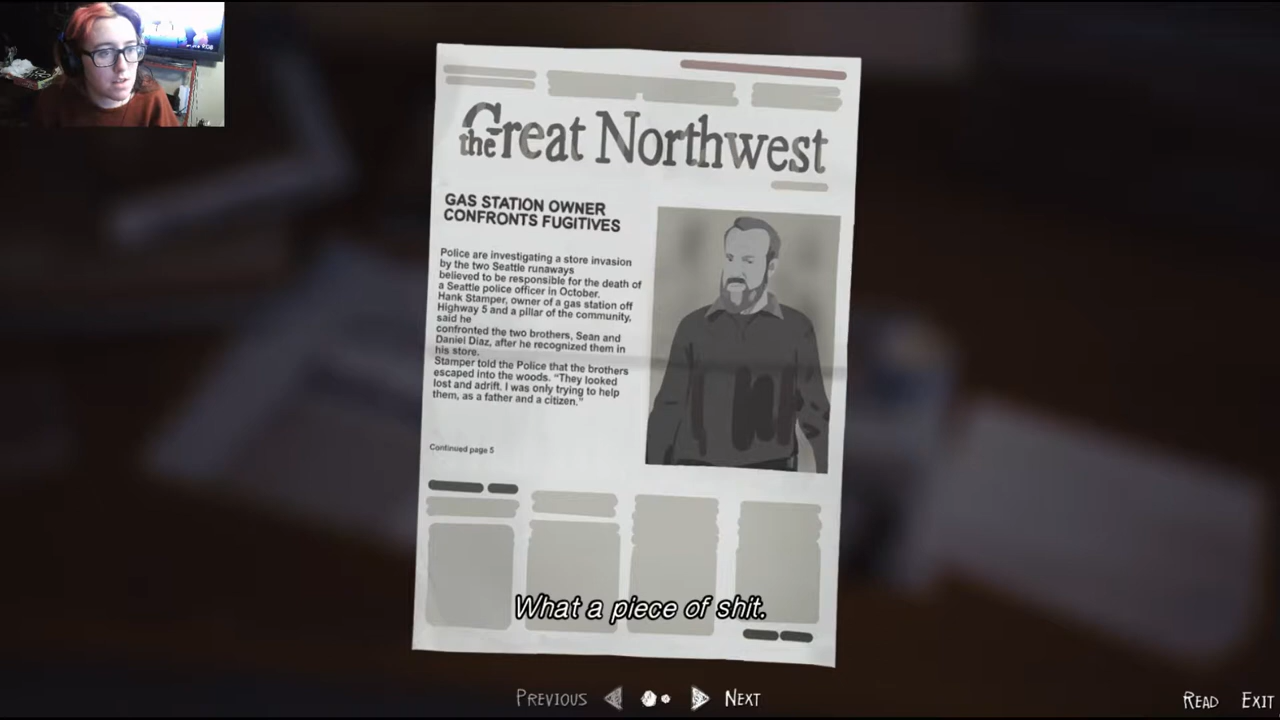 the Great Northwest
GAS STATION OWNER
CONFRONTS FUGITIVES
Police are investigating a store invasion
by the two Seattle runaways
believed to be responsible for the death of
a Seattle police officer in October.
Hank Stamper, owner of a gas station off
Highway 5 and a pillar of the community,
said he
confronted the two brothers, Sean and
Daniel Diaz, after he recognized them in
his store.
Stamper told the Police that the brothers
escaped into the woods. "They looked
lost and adrift. I was only trying to help
them, as a father and a citizen."
Continued page 5
What a piece of shit.
PREVIOUS
NEXT
READ
EXIT